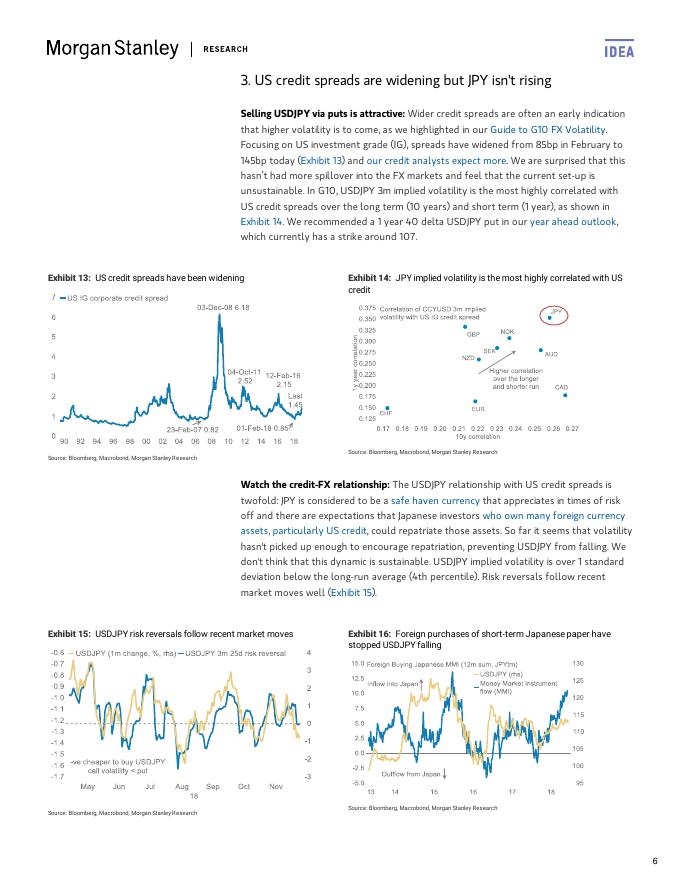 Morgan Stanley | RESEARCH
IDEA
3. US credit spreads are widening but JPY isn't rising
Selling USDJPY via puts is attractive: Wider credit spreads are often an early indication
that higher volatility is to come, as we highlighted in our Guide to G10 FX Volatility.
Focusing on US investment grade (IG), spreads have widened from 85bp in February to
145bp today (Exhibit 13) and our credit analysts expect more. We are surprised that this
hasn't had more spillover into the FX markets and feel that the current set-up is
unsustainable. In G10, USDJPY 3m implied volatility is the most highly correlated with
US credit spreads over the long term (10 years) and short term (1 year), as shown in
Exhibit 14. We recommended a 1 year 40 delta USDJPY put in our year ahead outlook,
which currently has a strike around 107.
Exhibit 13: US credit spreads have been widening
7
US IG corporate credit spread
6
5
4
3
2
1
0
03-Dec-08 6.18
04-Oct-11
2.52
12-Feb-16
2.15
Last
1.45
23-Feb-07 0.82
01-Feb-18 0.85
90 92 94 96 98 00 02 04 06 08 10 12 14 16 18
Source: Bloomberg, Macrobond, Morgan Stanley Research
Exhibit 14: JPY implied volatility is the most highly correlated with US
credit
Correlation of CCYUSD 3m implied
volatility with US IG credit spread
0.375
0.350
0.325
0.300
0.275
0.250
0.225
0.200
0.175
0.150
0.125
1y year correlation
JPY
GBP
NOK
SEK
AUD
NZD
Higher correlation
over the longer
and shorter run
CAD
CHF
EUR
0.17 0.18 0.19 0.20 0.21 0.22 0.23 0.24 0.25 0.26 0.27
10y correlation
Source: Bloomberg, Macrobond, Morgan Stanley Research
Watch the credit-FX relationship: The USDJPY relationship with US credit spreads is
twofold: JPY is considered to be a safe haven currency that appreciates in times of risk
off and there are expectations that Japanese investors who own many foreign currency
assets, particularly US credit, could repatriate those assets. So far it seems that volatility
hasn't picked up enough to encourage repatriation, preventing USDJPY from falling. We
don't think that this dynamic is sustainable. USDJPY implied volatility is over 1 standard
deviation below the long-run average (4th percentile). Risk reversals follow recent
market moves well (Exhibit 15).
Exhibit 15: USDJPY risk reversals follow recent market moves
USDJPY (1m change, %, rhs) USDJPY 3m 25d risk reversal
-0.6
-0.7
-0.8
-0.9
-1.0
-1.1
-1.2
-1.3
-1.4
-1.5
-1.6
-1.7
4
3
2
1
0
-1
-2
-3
-ve cheaper to buy USDJPY
call volatility < put
May Jun Jul Aug Sep Oct Nov
18
Source: Bloomberg, Macrobond, Morgan Stanley Research
Exhibit 16: Foreign purchases of short-term Japanese paper have
stopped USDJPY falling
Foreign Buying Japanese MMI (12m sum, JPYtrn)
USDJPY (rhs)
Money Market Instrument
flow (MMI)
Inflow into Japan
Outflow from Japan
15.0
12.5
10.0
7.5
5.0
2.5
0.0
-2.5
-5.0
130
125
120
115
110
105
100
95
13 14 15 16 17 18
Source: Bloomberg, Macrobond, Morgan Stanley Research
6